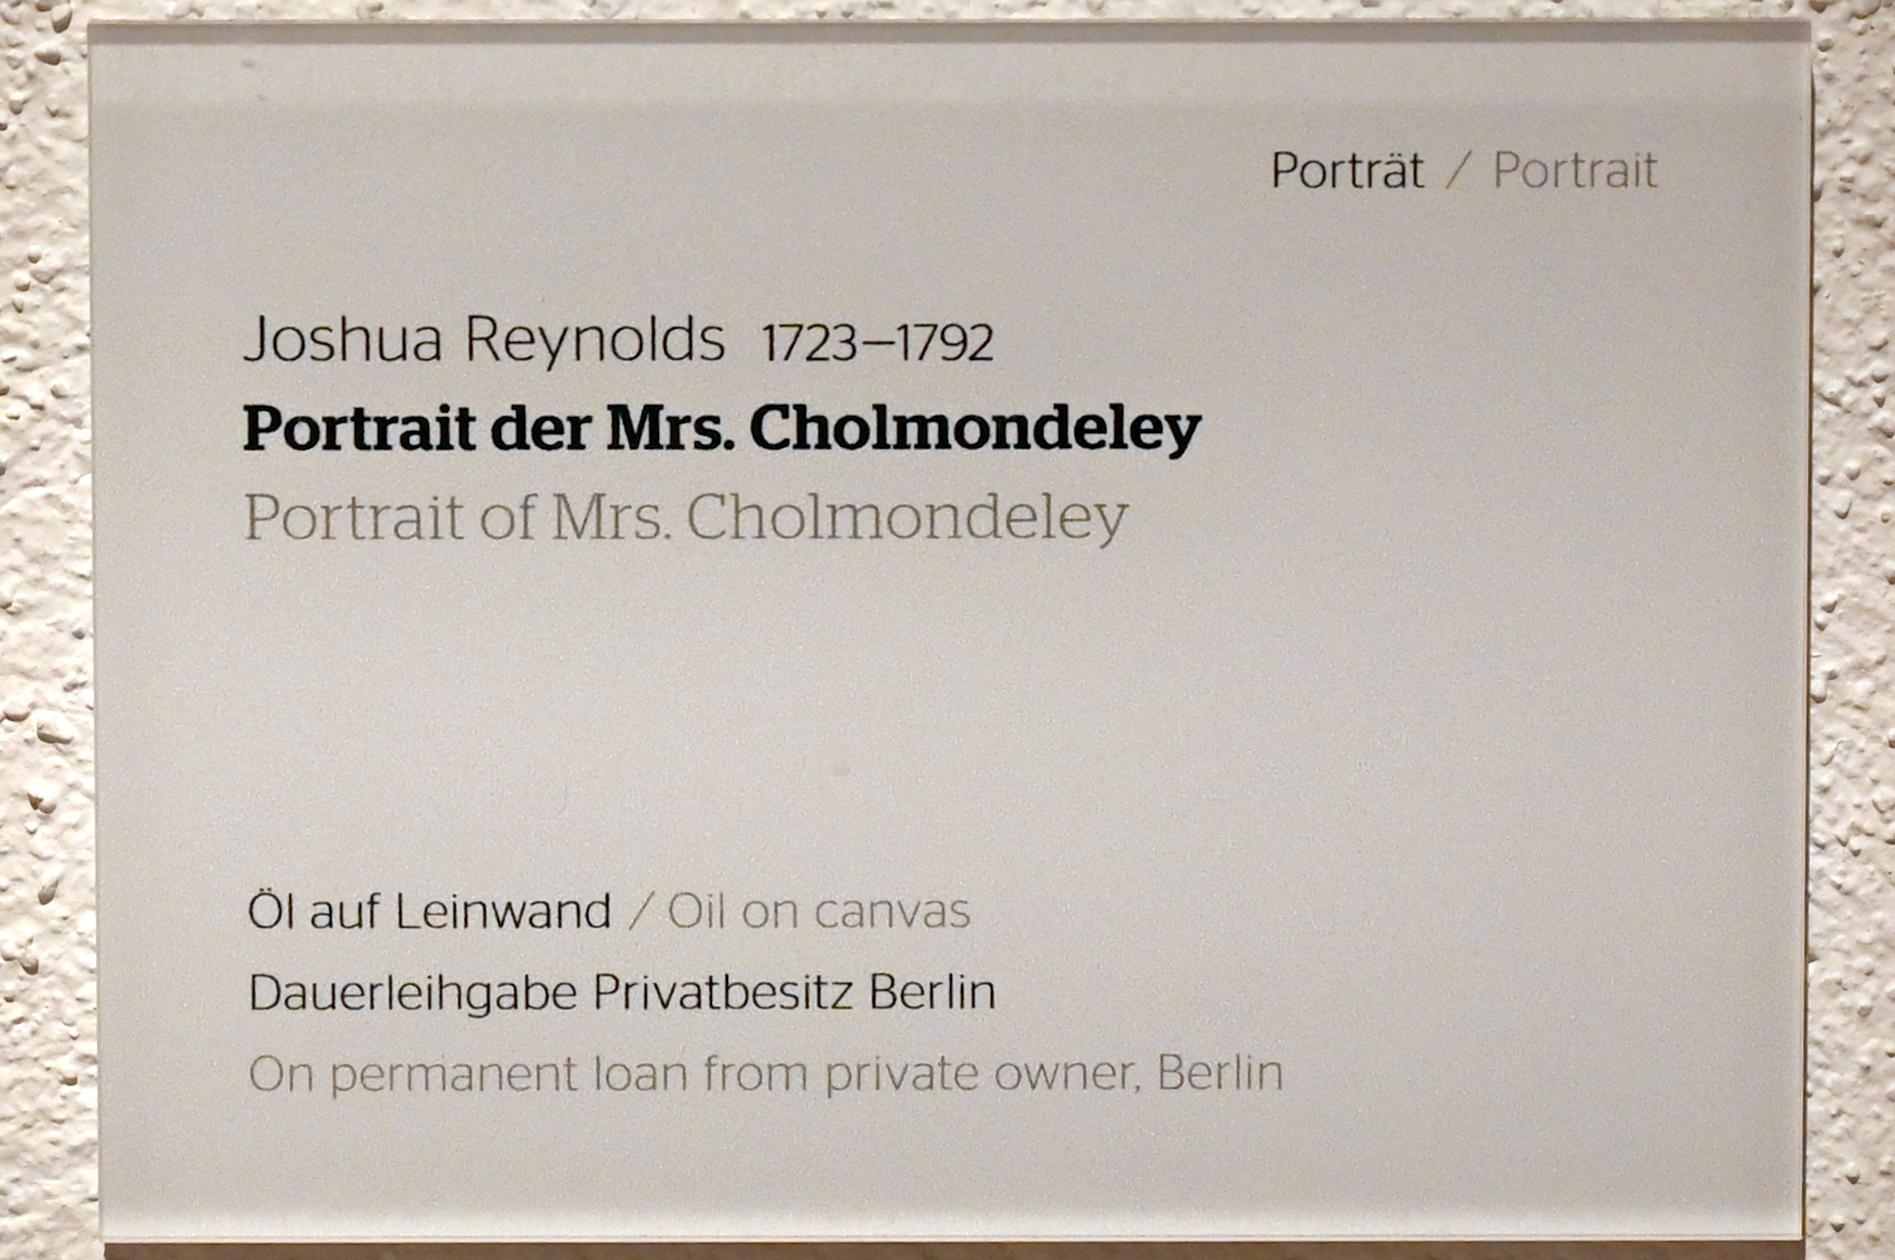 Porträt / Portrait
Joshua Reynolds 1723–1792
Portrait der Mrs. Cholmondeley
Portrait of Mrs. Cholmondeley
Öl auf Leinwand / Oil on canvas
Dauerleihgabe Privatbesitz Berlin
On permanent loan from private owner, Berlin